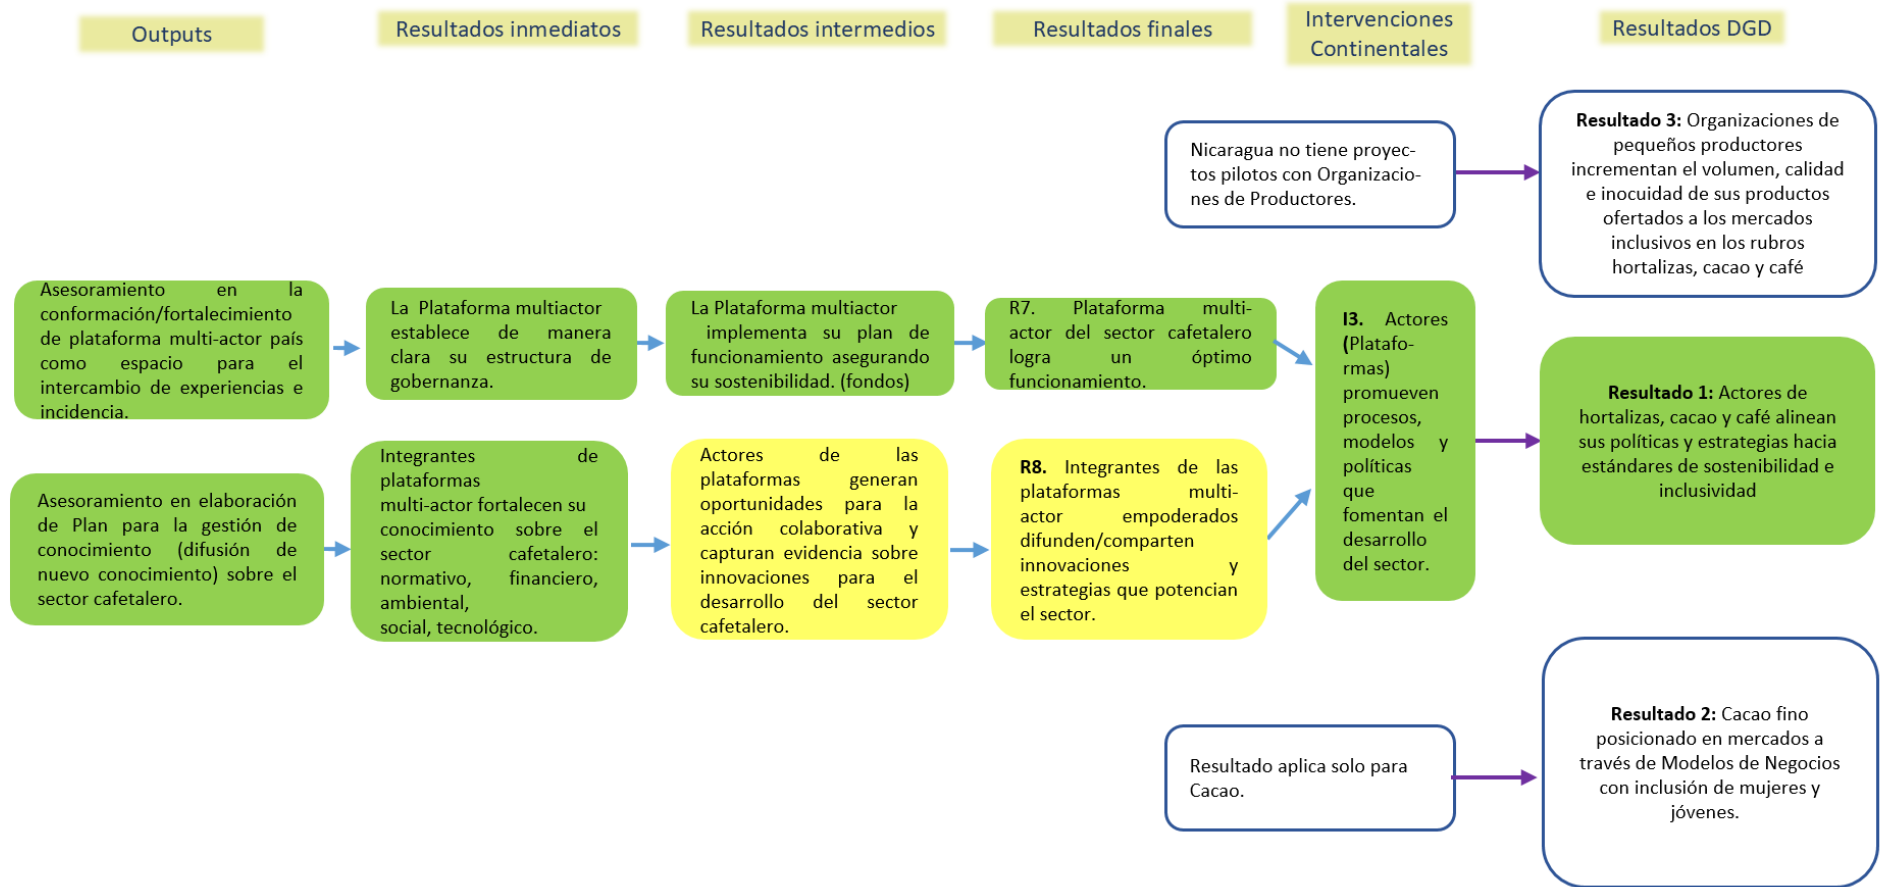 Outputs
Resultados inmediatos
Resultados intermedios
Resultados finales
Intervenciones
Continentales
Resultados DGD
Nicaragua no tiene proyec-
tos pilotos con Organizacio-
nes de Productores.
Resultado 3: Organizaciones de
pequeños productores
incrementan el volumen, calidad
e inocuidad de sus productos
ofertados a los mercados
inclusivos en los rubros
hortalizas, cacao y café
Asesoramiento en la
conformación/fortalecimiento
de plataforma multi-actor país
como espacio para el
intercambio de experiencias e
incidencia.
La Plataforma multiactor
establece de manera
clara su estructura de
gobernanza.
La Plataforma multiactor
implementa su plan de
funcionamiento asegurando
su sostenibilidad. (fondos)
R7. Plataforma multi-
actor del sector cafetalero
logra un óptimo
funcionamiento.
I3. Actores
(Platafo-
rmas)
promueven
procesos,
modelos y
políticas
que
fomentan el
desarrollo
del sector.
Resultado 1: Actores de
hortalizas, cacao y café alinean
sus políticas y estrategias hacia
estándares de sostenibilidad e
inclusividad
Asesoramiento en elaboración
de Plan para la gestión de
conocimiento (difusión de
nuevo conocimiento) sobre el
sector cafetalero.
Integrantes de
plataformas
multi-actor fortalecen su
conocimiento sobre el
sector cafetalero:
normativo, financiero,
ambiental,
social, tecnológico.
Actores de las
plataformas generan
oportunidades para la
acción colaborativa y
capturan evidencia sobre
innovaciones para el
desarrollo del sector
cafetalero.
R8. Integrantes de las
plataformas multi-
actor empoderados
difunden/comparten
innovaciones y
estrategias que potencian
el sector.
Resultado aplica solo para
Cacao.
Resultado 2: Cacao fino
posicionado en mercados a
través de Modelos de Negocios
con inclusión de mujeres y
jóvenes.